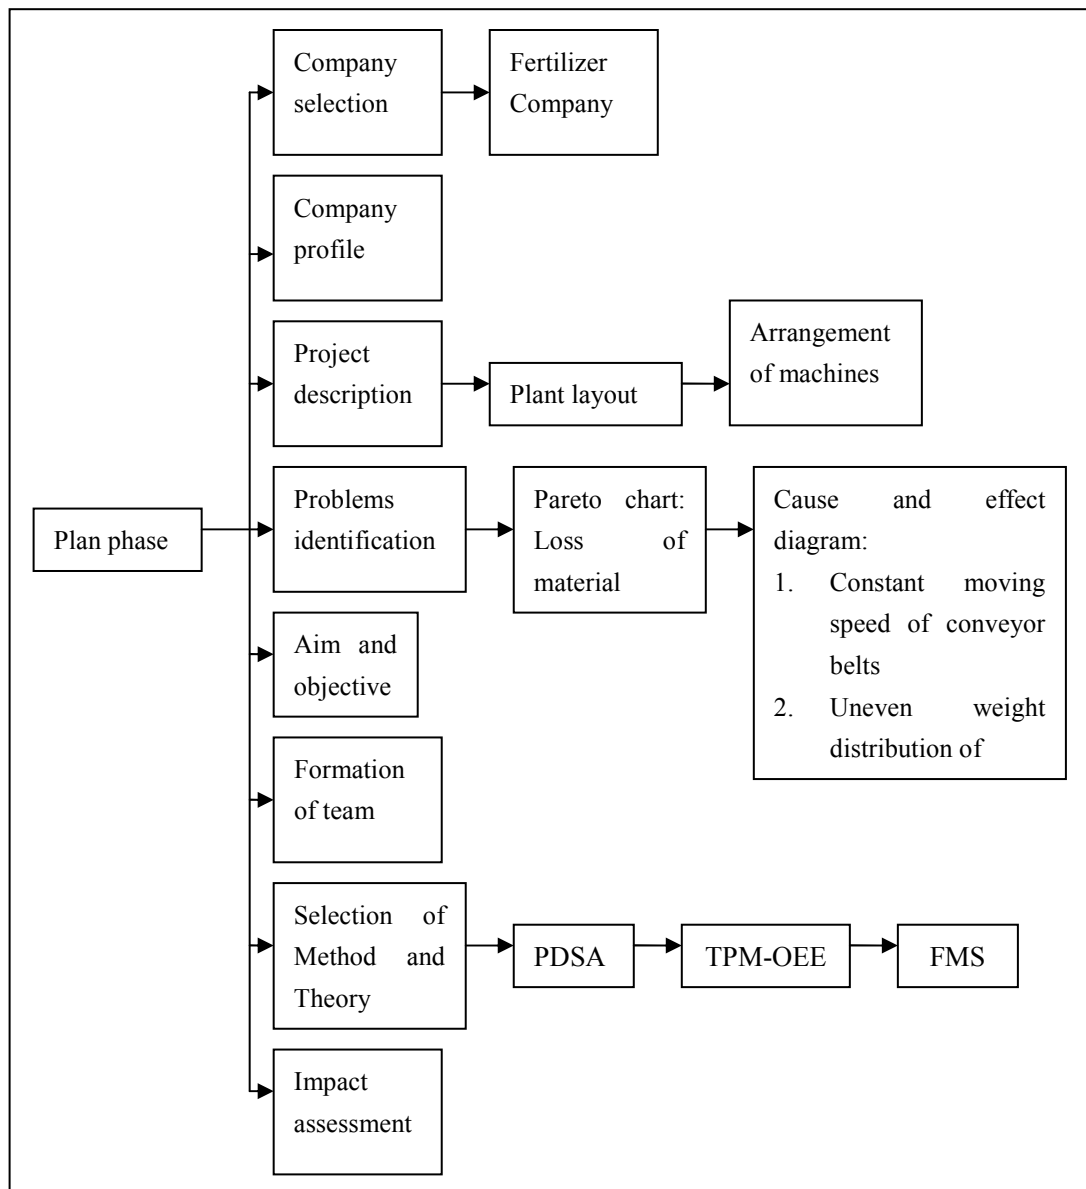 Company
selection
Fertilizer
Company
Company
profile
Project
description
Plant layout
Arrangement
of machines
Plan phase
Problems
identification
Pareto chart:
Loss of
material
Cause and effect
diagram:
1. Constant moving
speed of conveyor
belts
2. Uneven weight
distribution of
Aim and
objective
Formation
of team
Selection of
Method and
Theory
PDSA
TPM-OEE
FMS
Impact
assessment